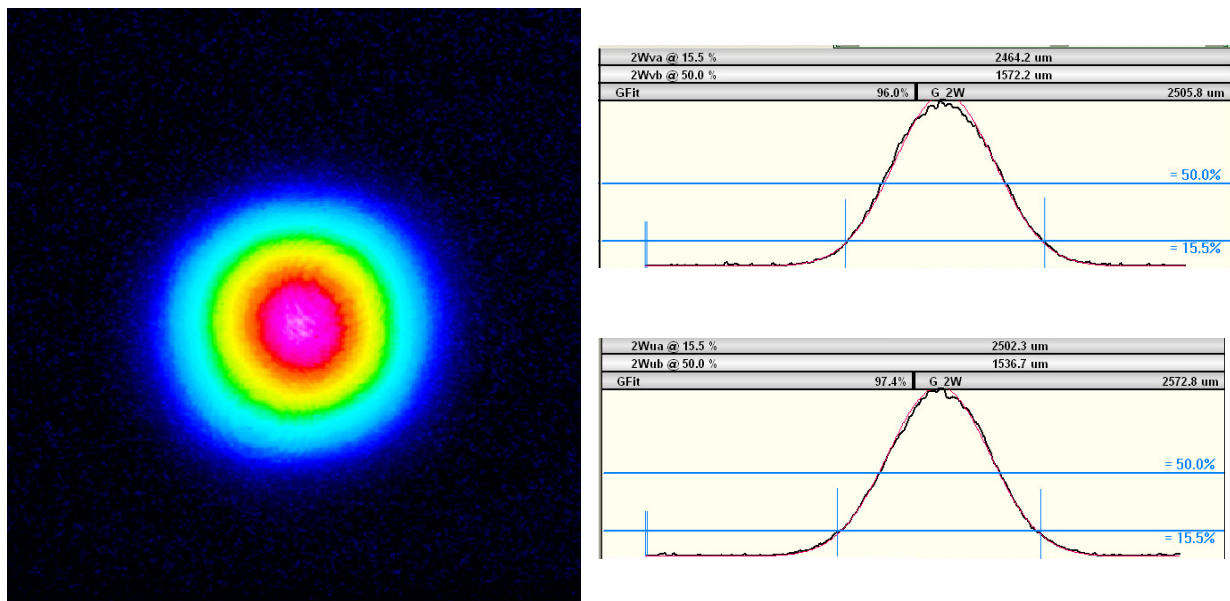 2Wva @ 15.5 % 2464.2 um
2Wvb @ 50.0 % 1572.2 um
GFit 96.0% G_2W 2505.8 um
= 50.0%
= 15.5%
2Wua @ 15.5 % 2502.3 um
2Wub @ 50.0 % 1536.7 um
GFit 97.4% G_2W 2572.8 um
= 50.0%
= 15.5%